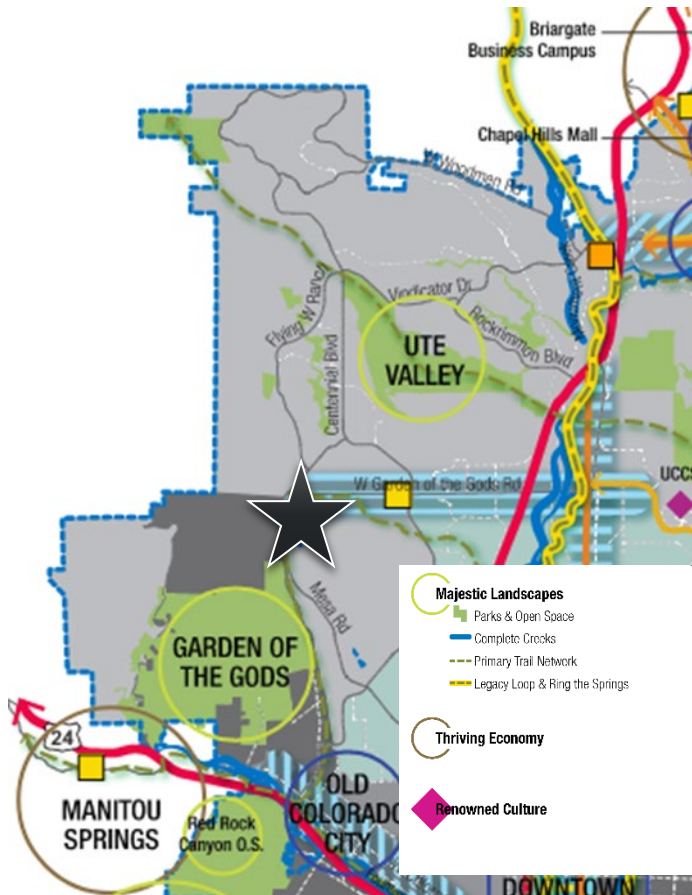 Briargate
Business Campus
Chapel Hills Mall
W Woodmen Rd
Flying W Ranch
Vindicator Dr
Rockrimmon Blvd
Centennial Blvd
UTE
VALLEY
W Garden of the Gods Rd
UCCS
Mesa Rd
GARDEN OF
THE GODS
24
MANITOU
SPRINGS
Red Rock
Canyon O.S.
OLD
COLORADO
CITY
DOWNTOWN
Majestic Landscapes
Parks & Open Space
Complete Creeks
Primary Trail Network
Legacy Loop & Ring the Springs
Thriving Economy
Renowned Culture